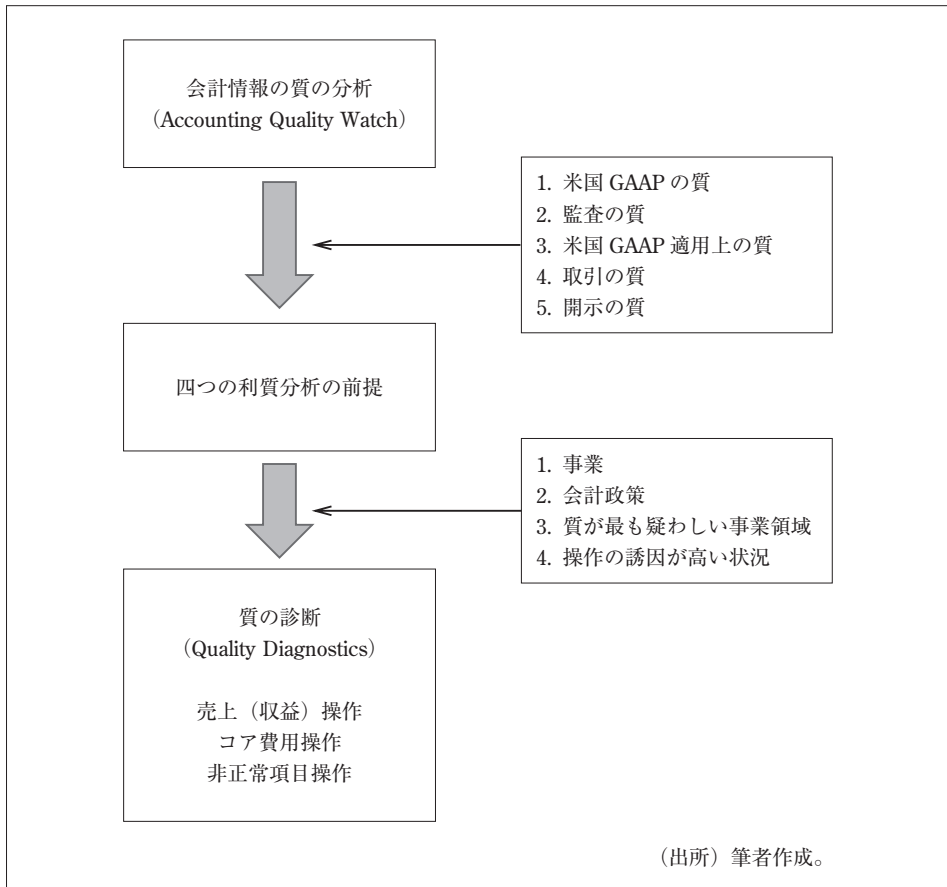 会計情報の質の分析
（Accounting Quality Watch）
1. 米国 GAAP の質
2. 監査の質
3. 米国 GAAP 適用上の質
4. 取引の質
5. 開示の質
四つの利質分析の前提
1. 事業
2. 会計政策
3. 質が最も疑わしい事業領域
4. 操作の誘因が高い状況
質の診断
（Quality Diagnostics）
売上（収益）操作
コア費用操作
非正常項目操作
（出所）筆者作成。